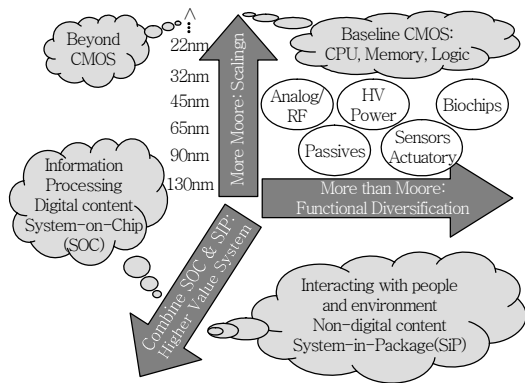 Beyond
CMOS
22nm
32nm
45nm
65nm
90nm
130nm
More Moore: Scalingn
Baseline CMOS:
CPU, Memory, Logic
Analog/
RF
HV
Power
Biochips
Passives
Sensors
Actuatory
More than Moore:
Functional Diversification
Information
Processing
Digital content
System-on-Chip
(SOC)
Combine SOC & SIP:
Higher Value System
Interacting with people
and environment
Non-digital content
System-in-Package(SiP)